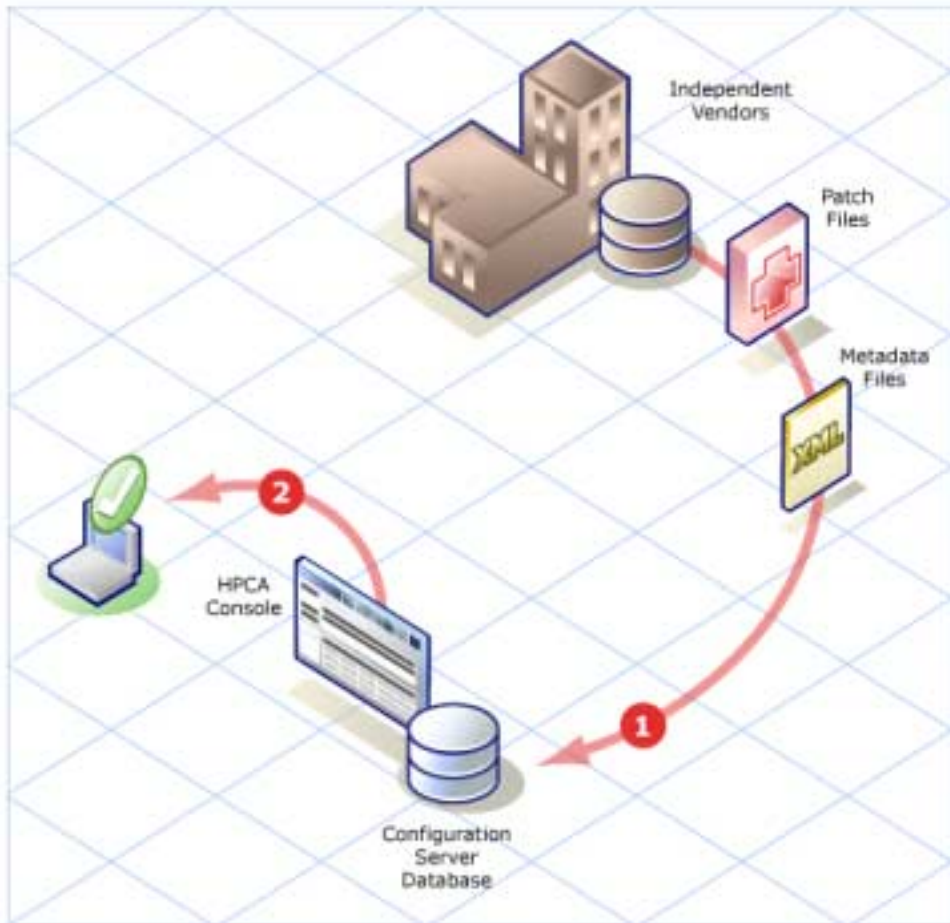 Independent
Vendors
Patch
Files
Metadata
Files
XML
2
HPCA
Console
1
Configuration
Server
Database